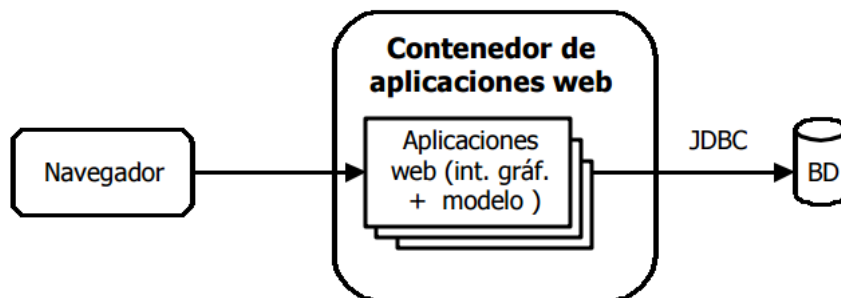 Contenedor de
aplicaciones web
Navegador
Aplicaciones
web (int. gráf.
+ modelo )
JDBC
BD